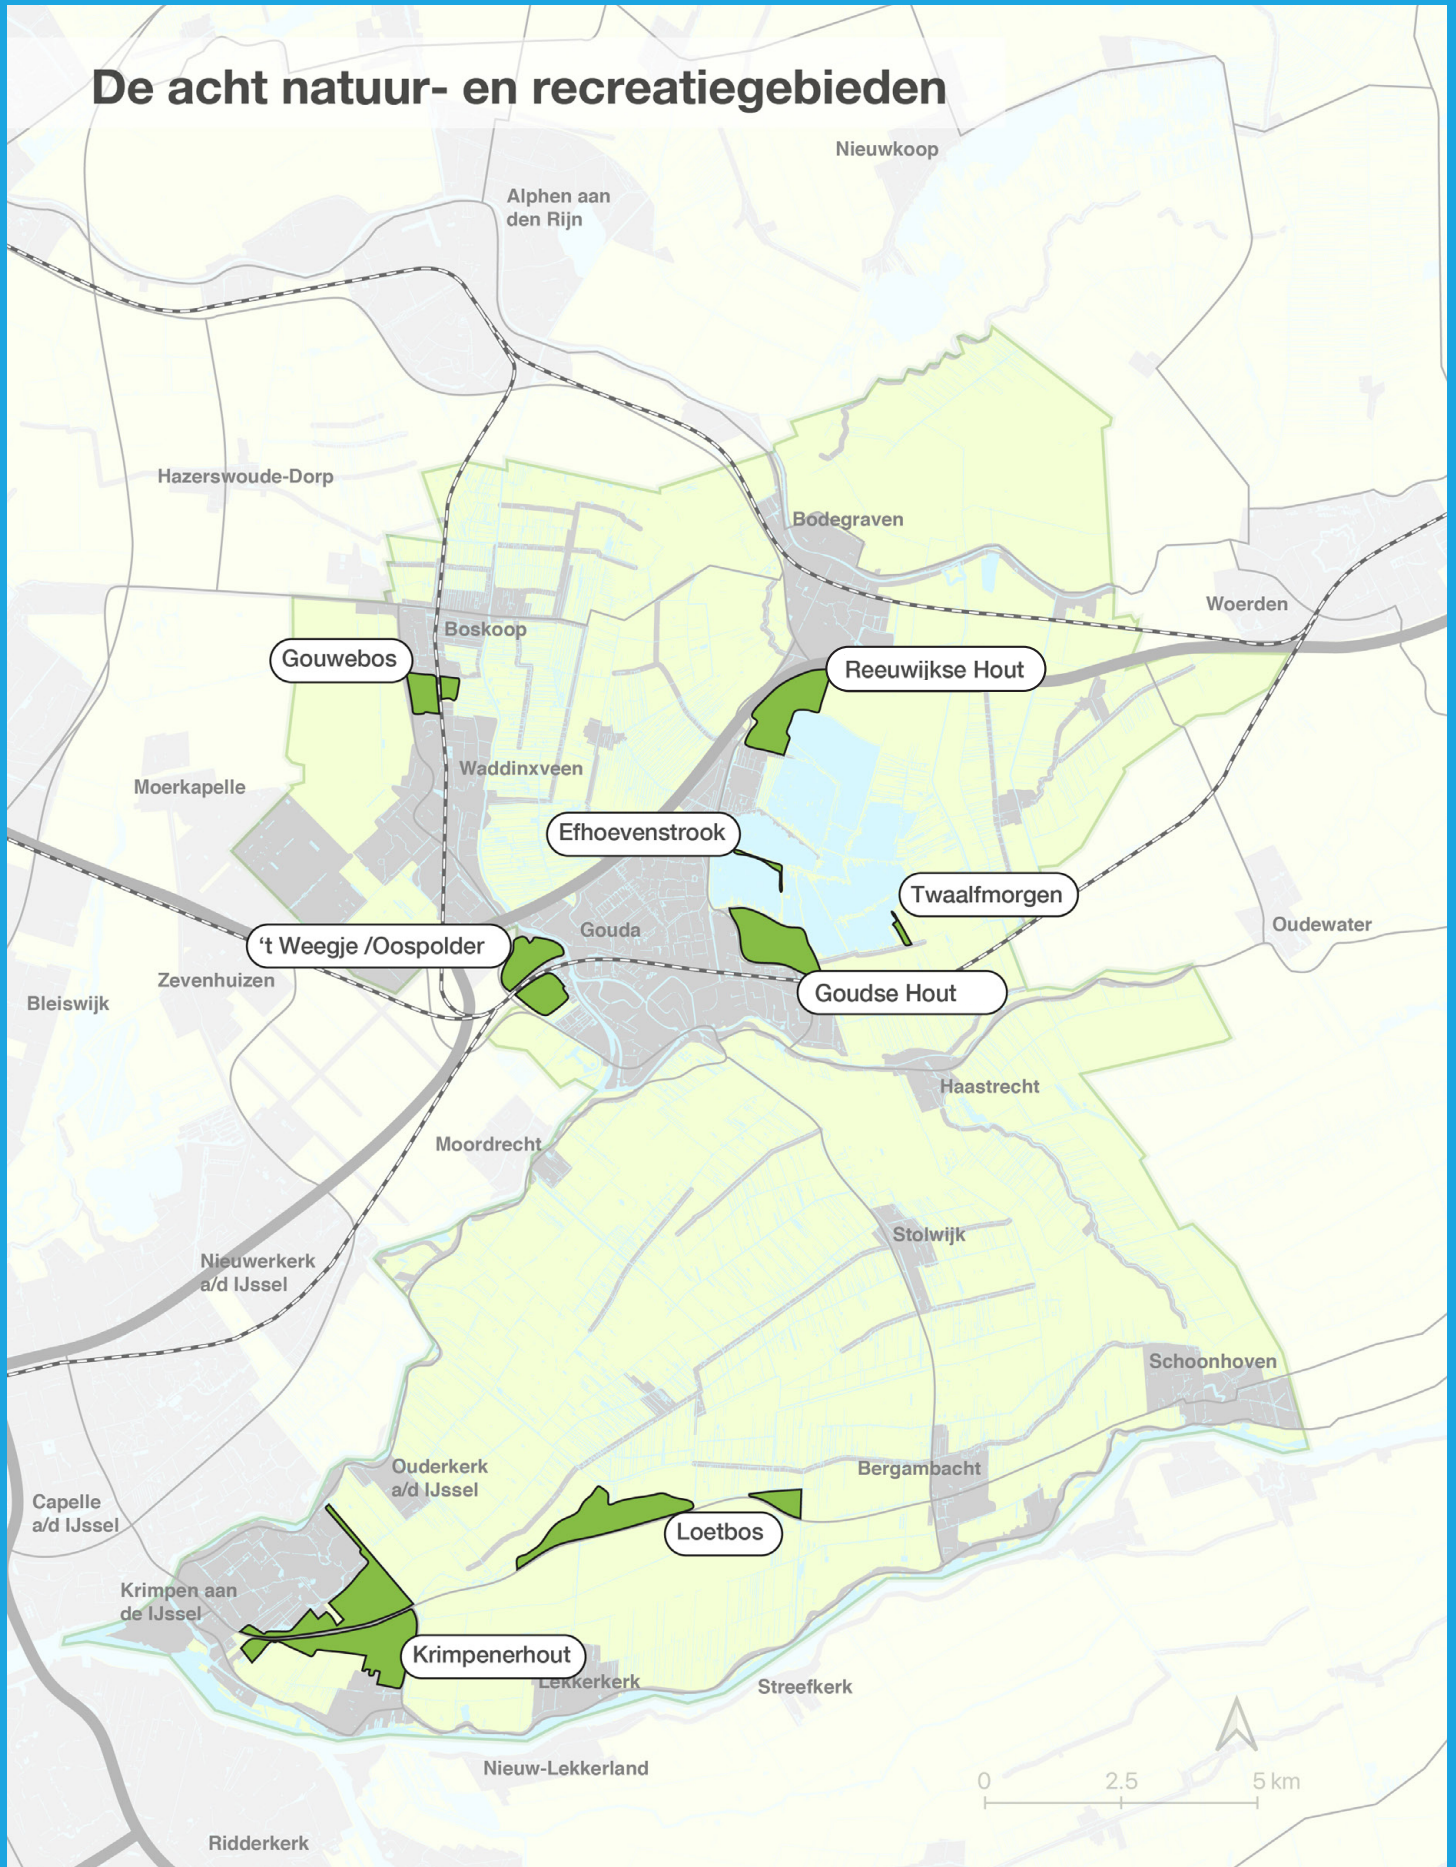 De acht natuur- en recreatiegebieden
Nieuwkoop
Alphen aan
den Rijn
Hazerswoude-Dorp
Bodegraven
Woerden
Boskoop
Gouwebos
Reeuwijkse Hout
Waddinxveen
Moerkapelle
Efhoevenstrook
Twaalfmorgen
Oudewater
Gouda
‘t Weegje /Oospolder
Zevenhuizen
Goudse Hout
Bleiswijk
Haastrecht
Moordrecht
Stolwijk
Nieuwerkerk
a/d IJssel
Schoonhoven
Ouderkerk
a/d IJssel
Bergambacht
Capelle
a/d IJssel
Loetbos
Krimpen aan
de IJssel
Krimpenerhout
Lekkerkerk
Streefkerk
Nieuw-Lekkerland
0 2.5 5 km
Ridderkerk